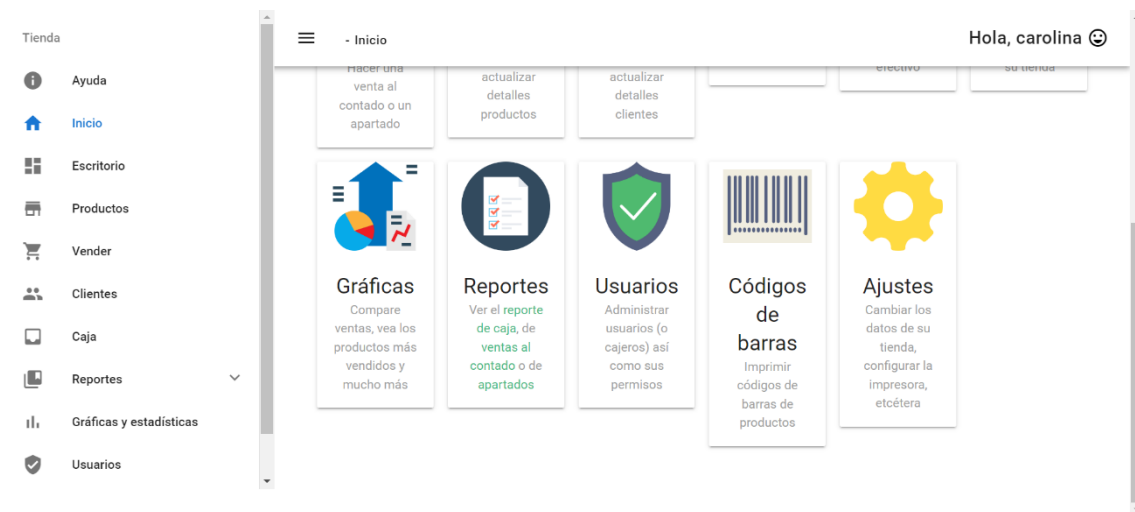 Tienda
Ayuda
Inicio
Escritorio
Productos
Vender
Clientes
Caja
Reportes
Gráficas y estadísticas
Usuarios
- Inicio
Hola, carolina
Hacer una
venta al
contado o un
apartado
actualizar
detalles
productos
actualizar
detalles
clientes
efectivo
su tienda
Gráficas
Compare
ventas, vea los
productos más
vendidos y
mucho más
Reportes
Ver el reporte
de caja, de
ventas al
contado o de
apartados
Usuarios
Administrar
usuarios (o
cajeros) así
como sus
permisos
Códigos
de
barras
Imprimir
códigos de
barras de
productos
Ajustes
Cambiar los
datos de su
tienda,
configurar la
impresora,
etcétera